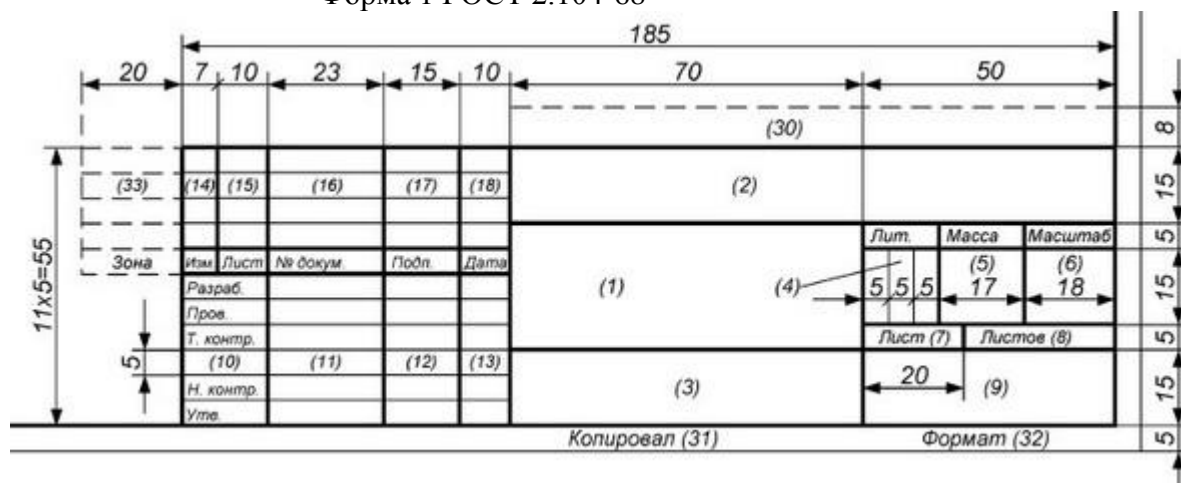 Форма 1 ГОСТ 2.104-68
185
20 7 10 23 15 10 70 50
(30) 8
(33) (14) (15) (16) (17) (18) (2) 15
Лит. Масса Масштаб 5
Зона Изм Лист № докум. Подп. Дата
(1) (4) 5 5 5 (5) 17 (6) 18 15
11х5=55
Разраб.
Пров.
Т. контр. Лист (7) Листов (8) 5
5 (10) (11) (12) (13)
Н. контр. (3) 20 (9) 15
Утв.
Копировал (31) Формат (32) 5